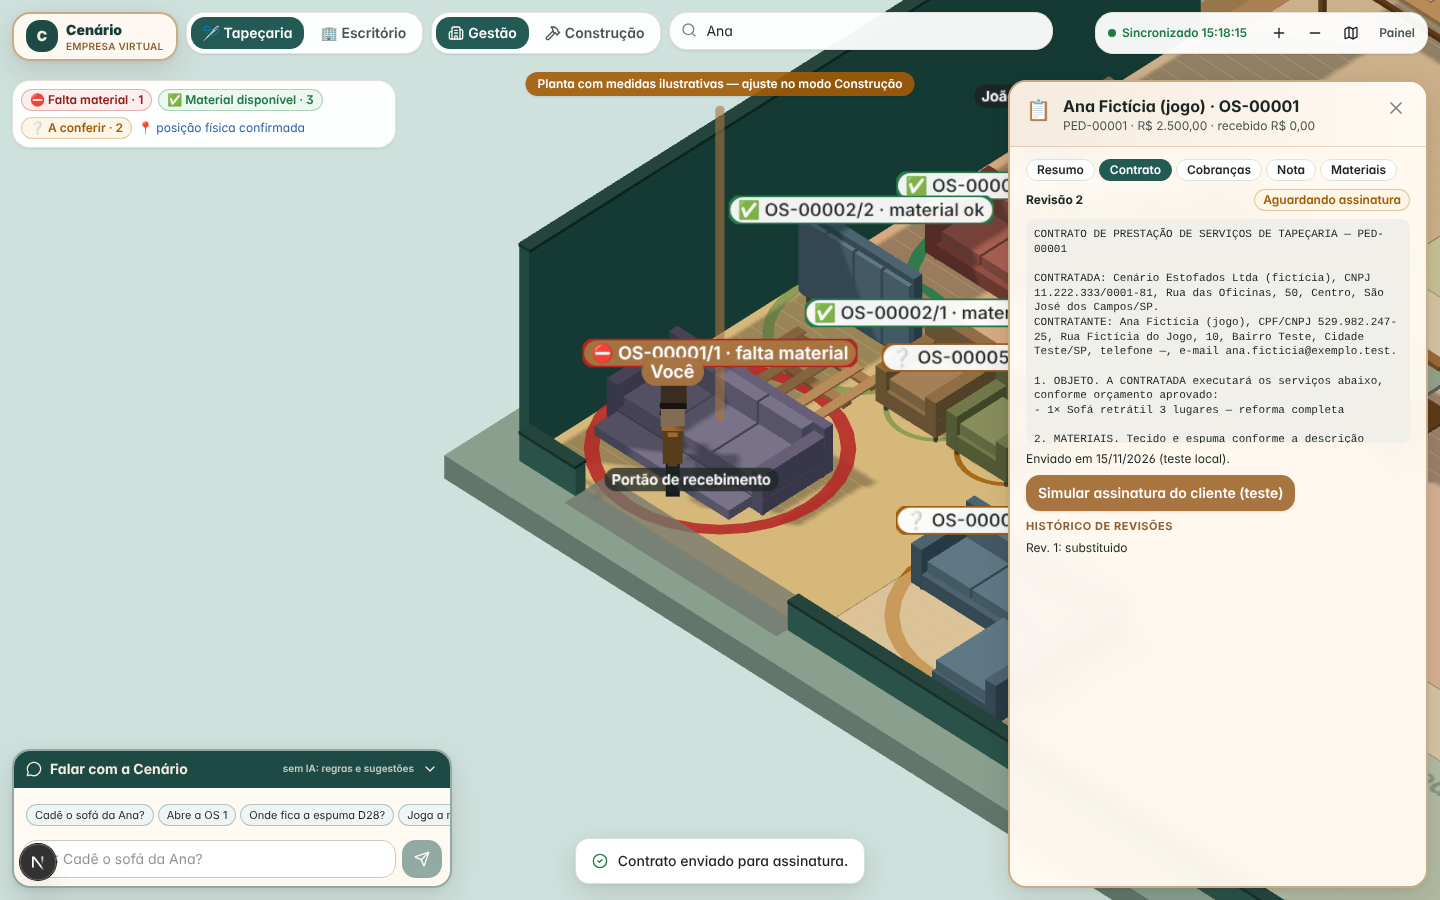 C
Cenário
EMPRESA VIRTUAL
Tapeçaria
Escritório
Gestão
Construção
Ana
Sincronizado 15:18:15
Painel
Falta material · 1
Material disponível · 3
A conferir · 2
posição física confirmada
Planta com medidas ilustrativas — ajuste no modo Construção
Joã
OS-0000
OS-00002/2 · material ok
OS-00002/1 · mater
OS-00001/1 · falta material
OS-00005
Você
Portão de recebimento
OS-0000
Ana Fictícia (jogo) · OS-00001
PED-00001 · R$ 2.500,00 · recebido R$ 0,00
Resumo
Contrato
Cobranças
Nota
Materiais
Revisão 2
Aguardando assinatura
CONTRATO DE PRESTAÇÃO DE SERVIÇOS DE TAPEÇARIA — PED-
00001
CONTRATADA: Cenário Estofados Ltda (fictícia), CNPJ
11.222.333/0001-81, Rua das Oficinas, 50, Centro, São
José dos Campos/SP.
CONTRATANTE: Ana Fictícia (jogo), CPF/CNPJ 529.982.247-
25, Rua Fictícia do Jogo, 10, Bairro Teste, Cidade
Teste/SP, telefone —, e-mail ana.ficticia@exemplo.test.
1. OBJETO. A CONTRATADA executará os serviços abaixo,
conforme orçamento aprovado:
- 1× Sofá retrátil 3 lugares — reforma completa
2. MATERIAIS. Tecido e espuma conforme a descrição
Enviado em 15/11/2026 (teste local).
Simular assinatura do cliente (teste)
HISTÓRICO DE REVISÕES
Rev. 1: substituido
Falar com a Cenário
sem IA: regras e sugestões
Cadê o sofá da Ana?
Abre a OS 1
Onde fica a espuma D28?
Joga a
N
Cadê o sofá da Ana?
Contrato enviado para assinatura.